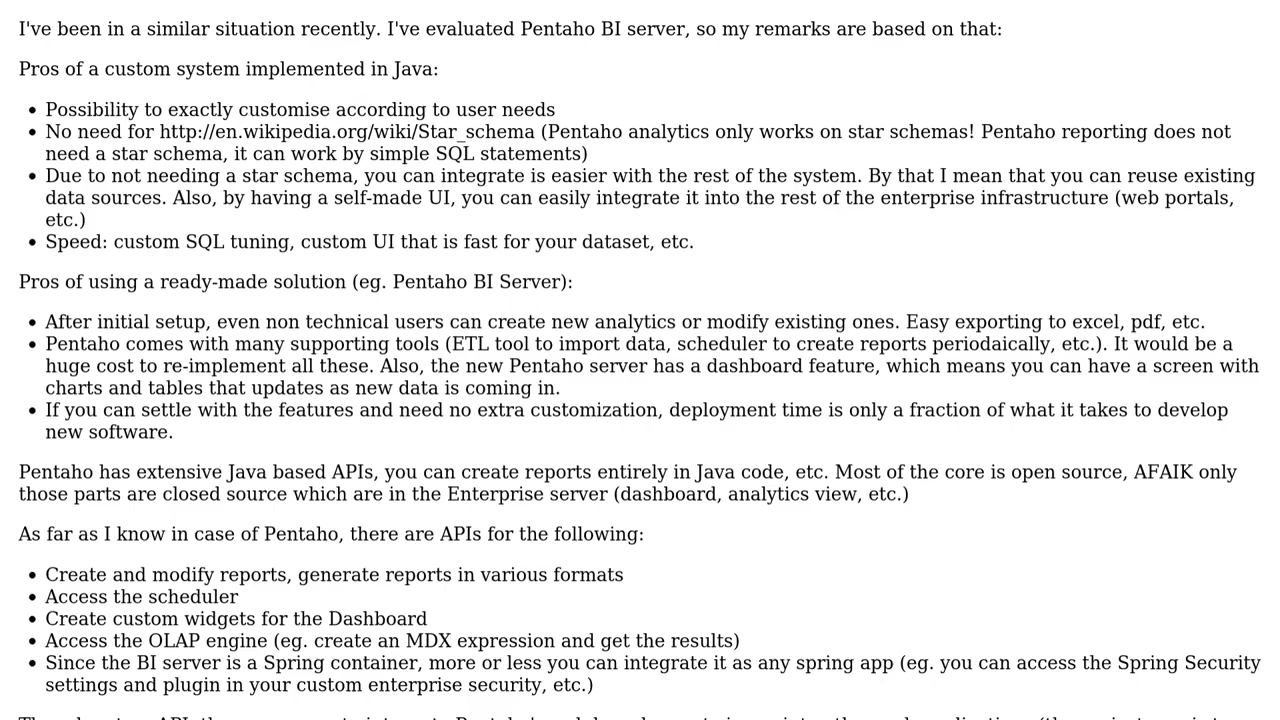 I've been in a similar situation recently. I've evaluated Pentaho BI server, so my remarks are based on that:
Pros of a custom system implemented in Java:
• Possibility to exactly customise according to user needs
• No need for http://en.wikipedia.org/wiki/Star_schema (Pentaho analytics only works on star schemas! Pentaho reporting does not
need a star schema, it can work by simple SQL statements)
• Due to not needing a star schema, you can integrate is easier with the rest of the system. By that I mean that you can reuse existing
data sources. Also, by having a self-made UI, you can easily integrate it into the rest of the enterprise infrastructure (web portals,
etc.)
• Speed: custom SQL tuning, custom UI that is fast for your dataset, etc.
Pros of using a ready-made solution (eg. Pentaho BI Server):
• After initial setup, even non technical users can create new analytics or modify existing ones. Easy exporting to excel, pdf, etc.
• Pentaho comes with many supporting tools (ETL tool to import data, scheduler to create reports periodaically, etc.). It would be a
huge cost to re-implement all these. Also, the new Pentaho server has a dashboard feature, which means you can have a screen with
charts and tables that updates as new data is coming in.
• If you can settle with the features and need no extra customization, deployment time is only a fraction of what it takes to develop
new software.
Pentaho has extensive Java based APIs, you can create reports entirely in Java code, etc. Most of the core is open source, AFAIK only
those parts are closed source which are in the Enterprise server (dashboard, analytics view, etc.)
As far as I know in case of Pentaho, there are APIs for the following:
• Create and modify reports, generate reports in various formats
• Access the scheduler
• Create custom widgets for the Dashboard
• Access the OLAP engine (eg. create an MDX expression and get the results)
• Since the BI server is a Spring container, more or less you can integrate it as any spring app (eg. you can access the Spring Security
settings and plugin in your custom enterprise security, etc.)